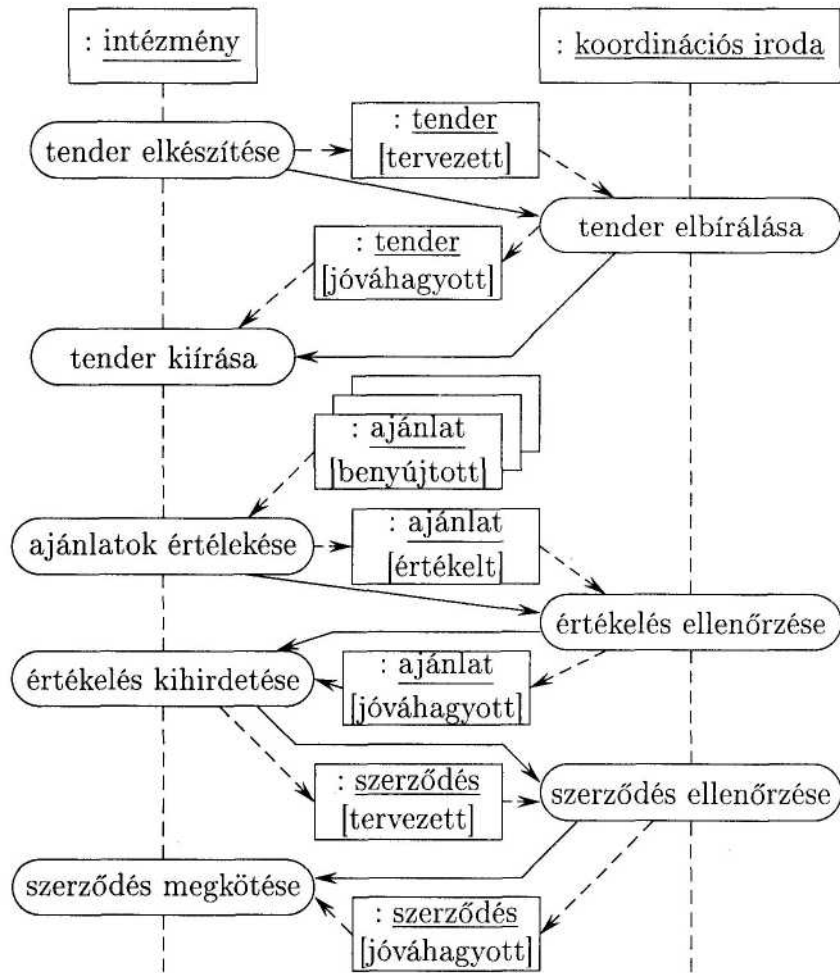 : intézmény
: koordinációs iroda
tender elkészítése
: tender
[tervezett]
tender elbírálása
: tender
[jóváhagyott]
tender kiírása
: ajánlat
[benyújtott]
ajánlatok értélekése
: ajánlat
[értékelt]
értékelés ellenőrzése
értékelés kihirdetése
: ajánlat
[jóváhagyott]
: szerződés
[tervezett]
szerződés ellenőrzése
szerződés megkötése
: szerződés
[jóváhagyott]